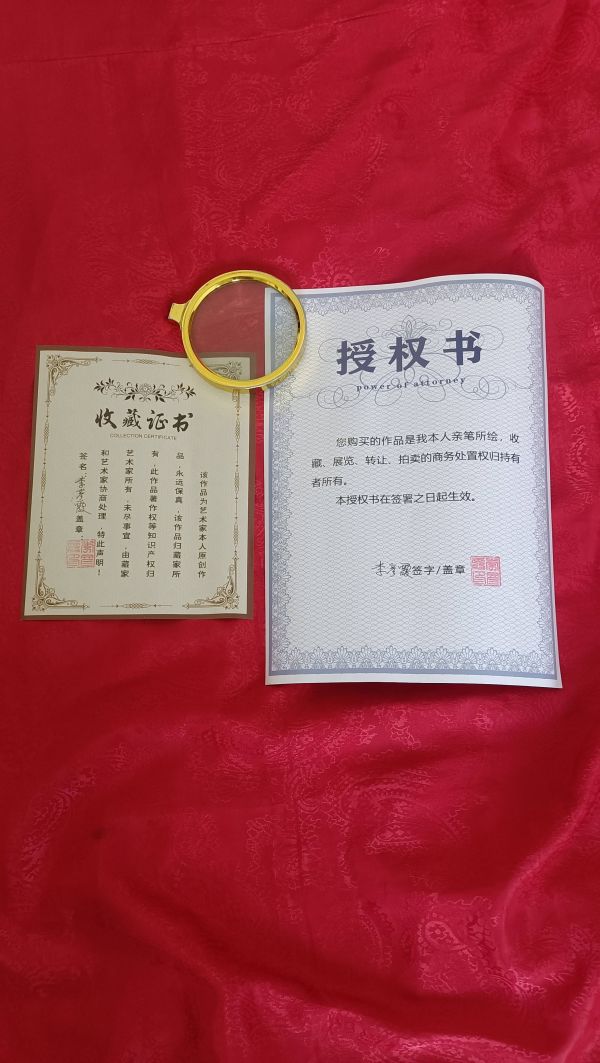 收藏证书
COLLECTION CERTIFICATE
该作品为艺术家本人原创作
品,永远保真,该作品归藏家所
有,此作品著作权等知识产权归
艺术家所有,未尽事宜,由藏家
和艺术家协商处理,特此声明!
签名: 盖章:
授权书
Power of attorney
您购买的作品是我本人亲笔所绘，收
藏、展览、转让、拍卖的商务处置权归持有
者所有。
本授权书在签署之日起生效。
签字/盖章